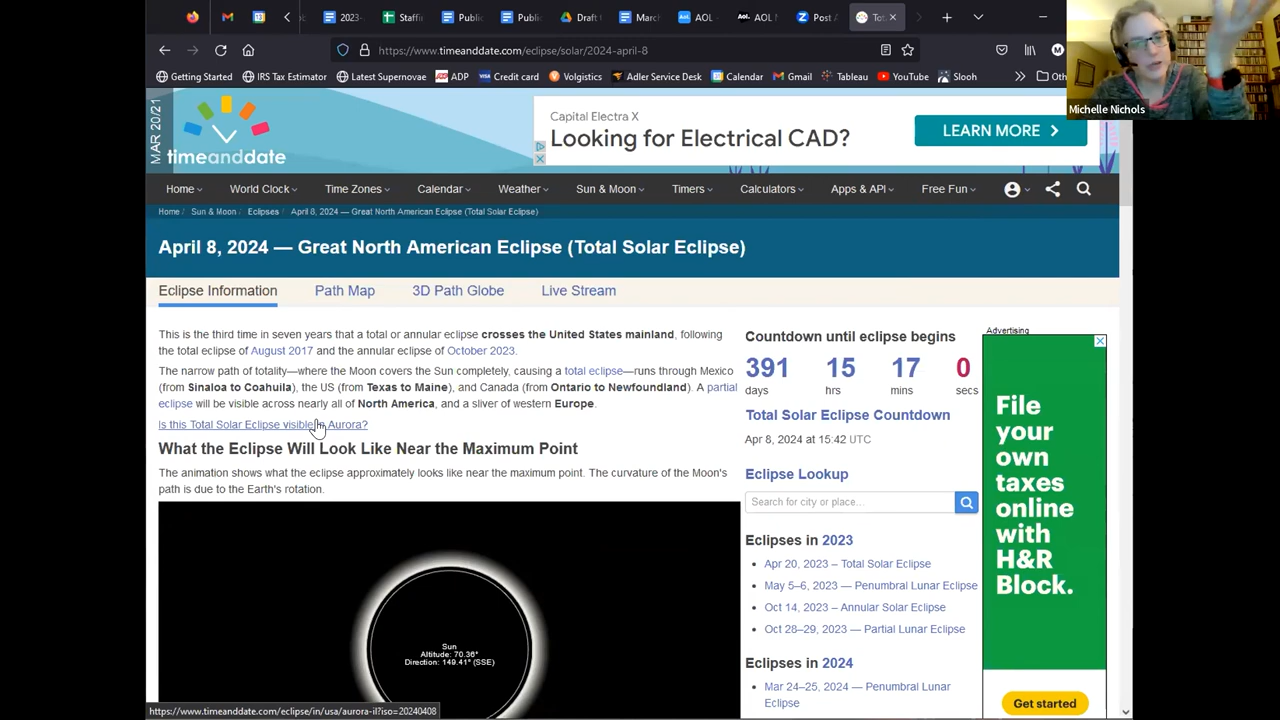 2023-
Staffi
Publi
Publi
Draft
Marc
AOL -
AOL
Post A
To
https://www.timeanddate.com/eclipse/solar/2024-april-8
Getting Started
IRS Tax Estimator
Latest Supernovae
ADP
Credit card
Volgistics
Adler Service Desk
Calendar
Gmail
Tableau
YouTube
Slooh
Michelle Nichols
MAR 20/21
timeanddate
Capital Electra X
Looking for Electrical CAD?
LEARN MORE
Home
World Clock
Time Zones
Calendar
Weather
Sun & Moon
Timers
Calculators
Apps & API
Free Fun
Home / Sun & Moon / Eclipses / April 8, 2024 — Great North American Eclipse (Total Solar Eclipse)
April 8, 2024 — Great North American Eclipse (Total Solar Eclipse)
Eclipse Information
Path Map
3D Path Globe
Live Stream
This is the third time in seven years that a total or annular eclipse crosses the United States mainland, following
the total eclipse of August 2017 and the annular eclipse of October 2023.
The narrow path of totality—where the Moon covers the Sun completely, causing a total eclipse—runs through Mexico
(from Sinaloa to Coahuila), the US (from Texas to Maine), and Canada (from Ontario to Newfoundland). A partial
eclipse will be visible across nearly all of North America, and a sliver of western Europe.
Is this Total Solar Eclipse visible in Aurora?
What the Eclipse Will Look Like Near the Maximum Point
The animation shows what the eclipse approximately looks like near the maximum point. The curvature of the Moon's
path is due to the Earth's rotation.
Sun
Altitude: 70.36°
Direction: 149.41° (SSE)
Countdown until eclipse begins
391 15 17 0
days hrs mins secs
Total Solar Eclipse Countdown
Apr 8, 2024 at 15:42 UTC
Eclipse Lookup
Search for city or place…
Eclipses in 2023
Apr 20, 2023 – Total Solar Eclipse
May 5–6, 2023 — Penumbral Lunar Eclipse
Oct 14, 2023 – Annular Solar Eclipse
Oct 28–29, 2023 — Partial Lunar Eclipse
Eclipses in 2024
Mar 24–25, 2024 — Penumbral Lunar
Eclipse
Advertising
File
your
own
taxes
online
with
H&R
Block.
Get started
https://www.timeanddate.com/eclipse/in/usa/aurora-il?iso=20240408